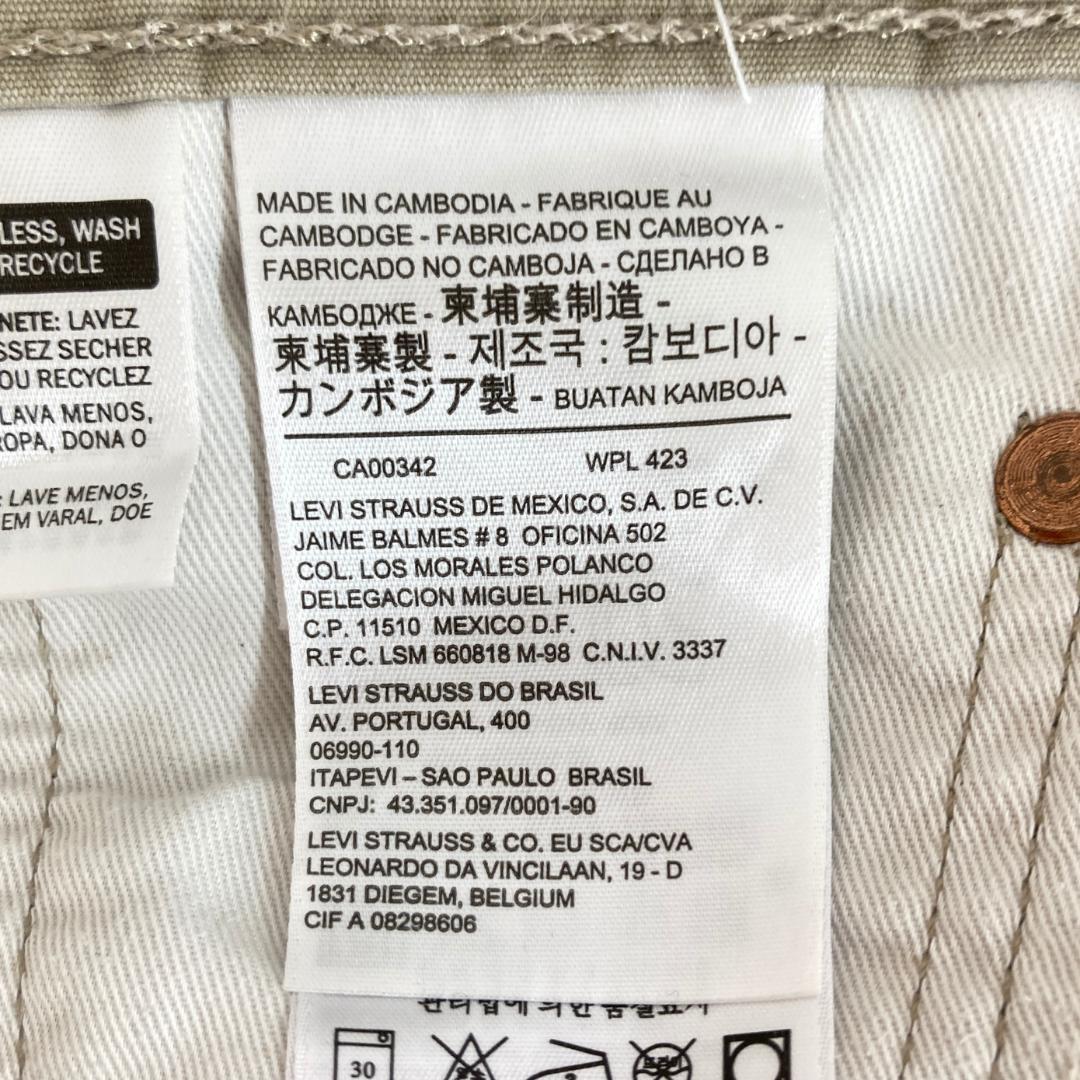 LESS, WASH
RECYCLE
NETE: LAVEZ
SSEZ SECHER
OU RECYCLEZ
LAVA MENOS,
ROPA, DONA O
: LAVE MENOS,
EM VARAL, DOE
MADE IN CAMBODIA - FABRIQUE AU
CAMBODGE - FABRICADO EN CAMBOYA -
FABRICADO NO CAMBOJA - СДЕЛАНО В
КАМБОДЖЕ - 柬埔寨制造 -
柬埔寨製 - 제조국 : 캄보디아 -
カンボジア製 - BUATAN KAMBOJA
CA00342 WPL 423
LEVI STRAUSS DE MEXICO, S.A. DE C.V.
JAIME BALMES # 8 OFICINA 502
COL. LOS MORALES POLANCO
DELEGACION MIGUEL HIDALGO
C.P. 11510 MEXICO D.F.
R.F.C. LSM 660818 M-98 C.N.I.V. 3337
LEVI STRAUSS DO BRASIL
AV. PORTUGAL, 400
06990-110
ITAPEVI – SAO PAULO BRASIL
CNPJ: 43.351.097/0001-90
LEVI STRAUSS & CO. EU SCA/CVA
LEONARDO DA VINCILAAN, 19 - D
1831 DIEGEM, BELGIUM
CIF A 08298606
30